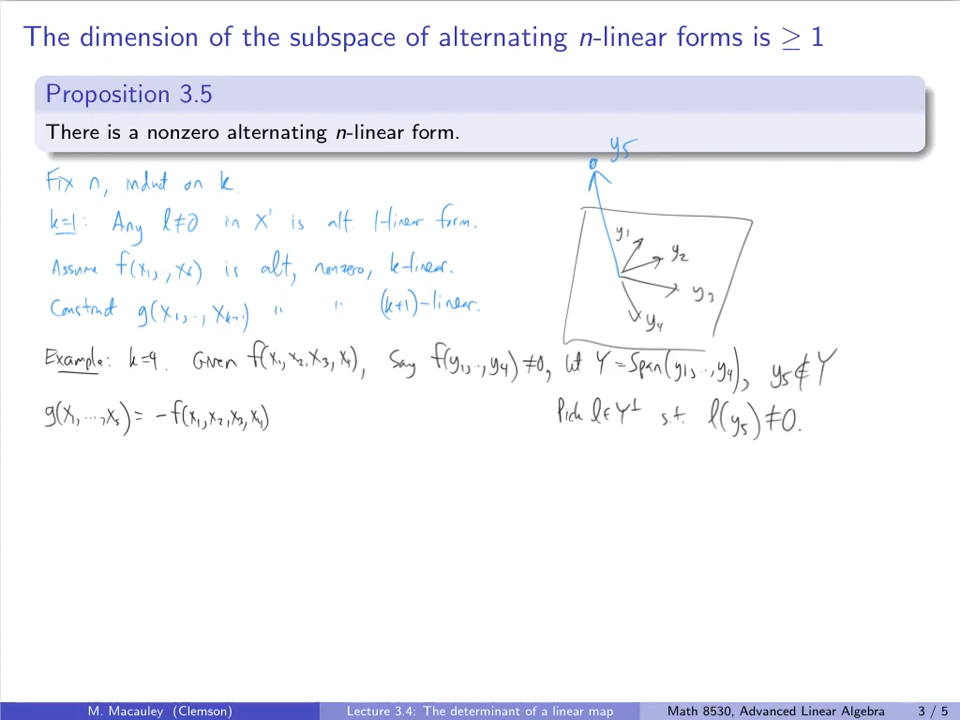 The dimension of the subspace of alternating n-linear forms is ≥ 1
Proposition 3.5
There is a nonzero alternating n-linear form.
Fix n, induct on k.
k=1: Any l≠0 in X' is alt. 1-linear form.
Assume f(x₁,..,xₖ) is alt, nonzero, k-linear.
Construct g(x₁,..,xₖ₊₁) " " (k+1)-linear.
y₅
y₁
y₂
y₃
y₄
Example: k=4. Given f(x₁,x₂,x₃,x₄), Say f(y₁,..,y₄)≠0, let Y=Span(y₁,..,y₄), y₅∉Y
g(x₁,...,x₅) = -f(x₁,x₂,x₃,x₄)
Pick l∈Y⊥ s.t. l(y₅)≠0.
M. Macauley (Clemson)
Lecture 3.4: The determinant of a linear map
Math 8530, Advanced Linear Algebra
3 / 5